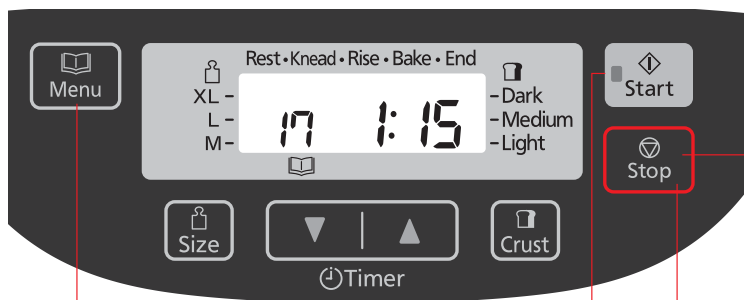 Rest • Knead • Rise • Bake • End
Menu
XL –
L –
M –
17 1:15
– Dark
– Medium
– Light
Start
Stop
Size
Crust
Timer